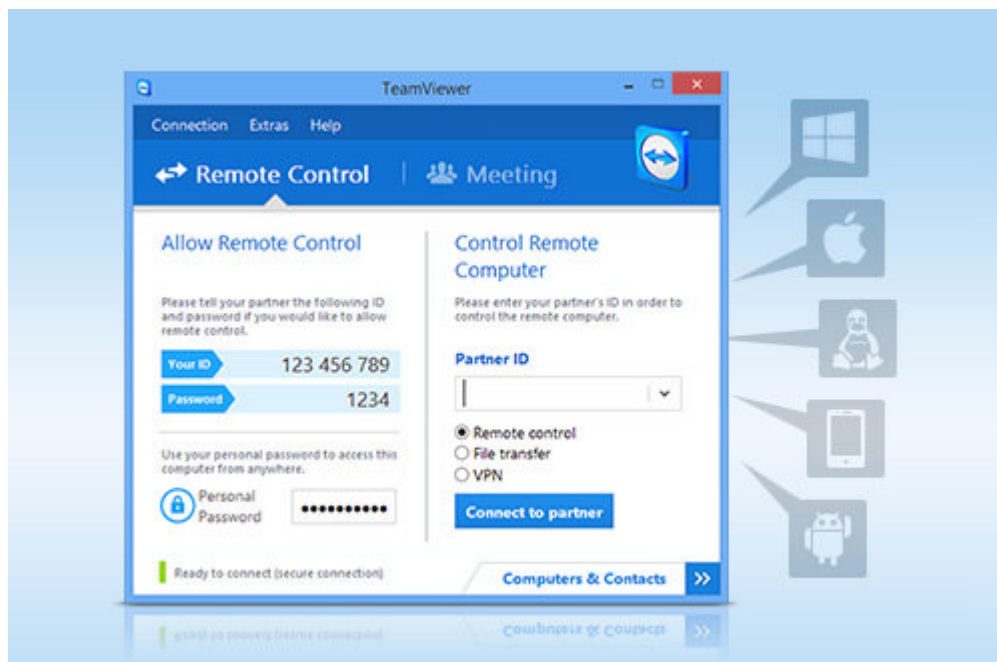 TeamViewer
Connection Extras Help
Remote Control
Meeting
Allow Remote Control
Please tell your partner the following ID
and password if you would like to allow
remote control.
Your ID 123 456 789
Password 1234
Use your personal password to access this
computer from anywhere.
Personal
Password ••••••••••
Ready to connect (secure connection)
Control Remote
Computer
Please enter your partner's ID in order to
control the remote computer.
Partner ID
Remote control
File transfer
VPN
Connect to partner
Computers & Contacts